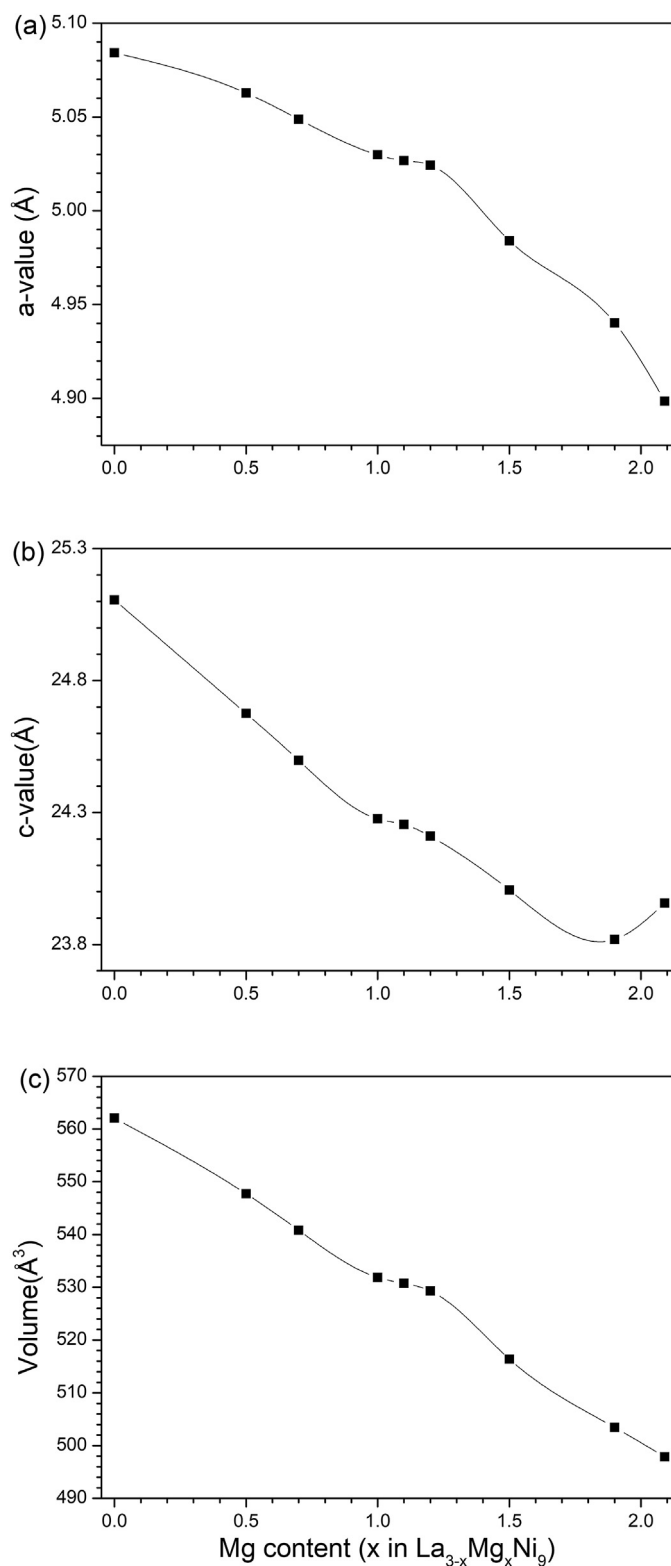 (a)
5.10
5.05
5.00
4.95
4.90
a-value (Å)
0.0 0.5 1.0 1.5 2.0
(b)
25.3
24.8
24.3
23.8
c-value(Å)
0.0 0.5 1.0 1.5 2.0
(c)
570
560
550
540
530
520
510
500
490
Volume(Å³)
0.0 0.5 1.0 1.5 2.0
Mg content (x in La₃₋ₓMgₓNi₉)